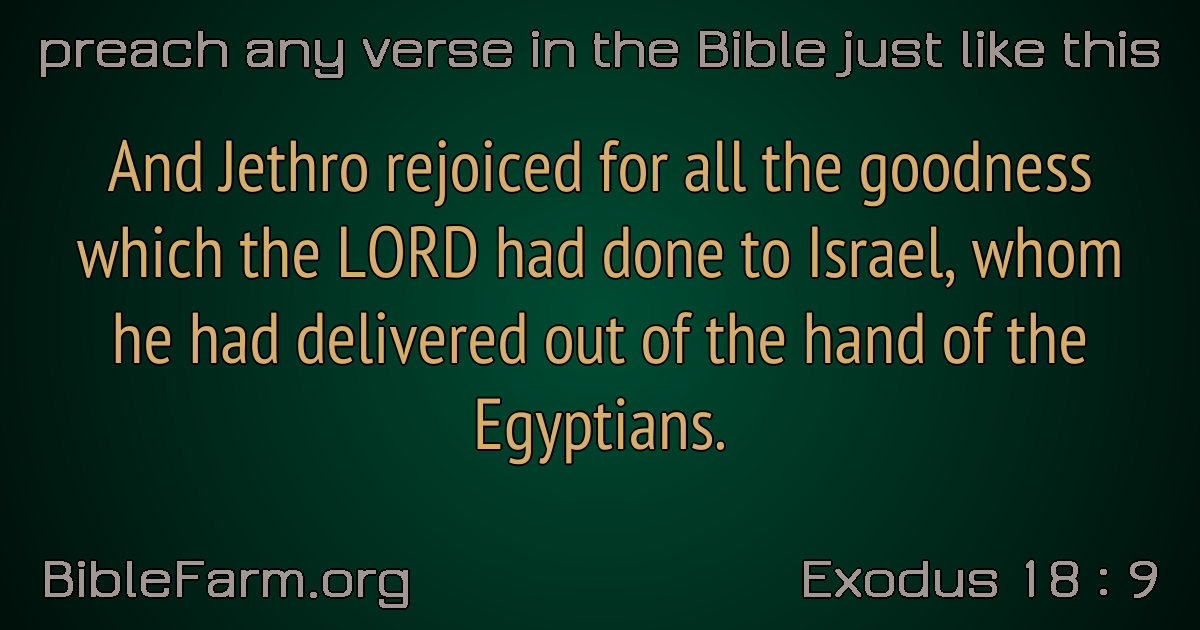 preach any verse in the Bible just like this
And Jethro rejoiced for all the goodness
which the LORD had done to Israel, whom
he had delivered out of the hand of the
Egyptians.
BibleFarm.org
Exodus 18 : 9